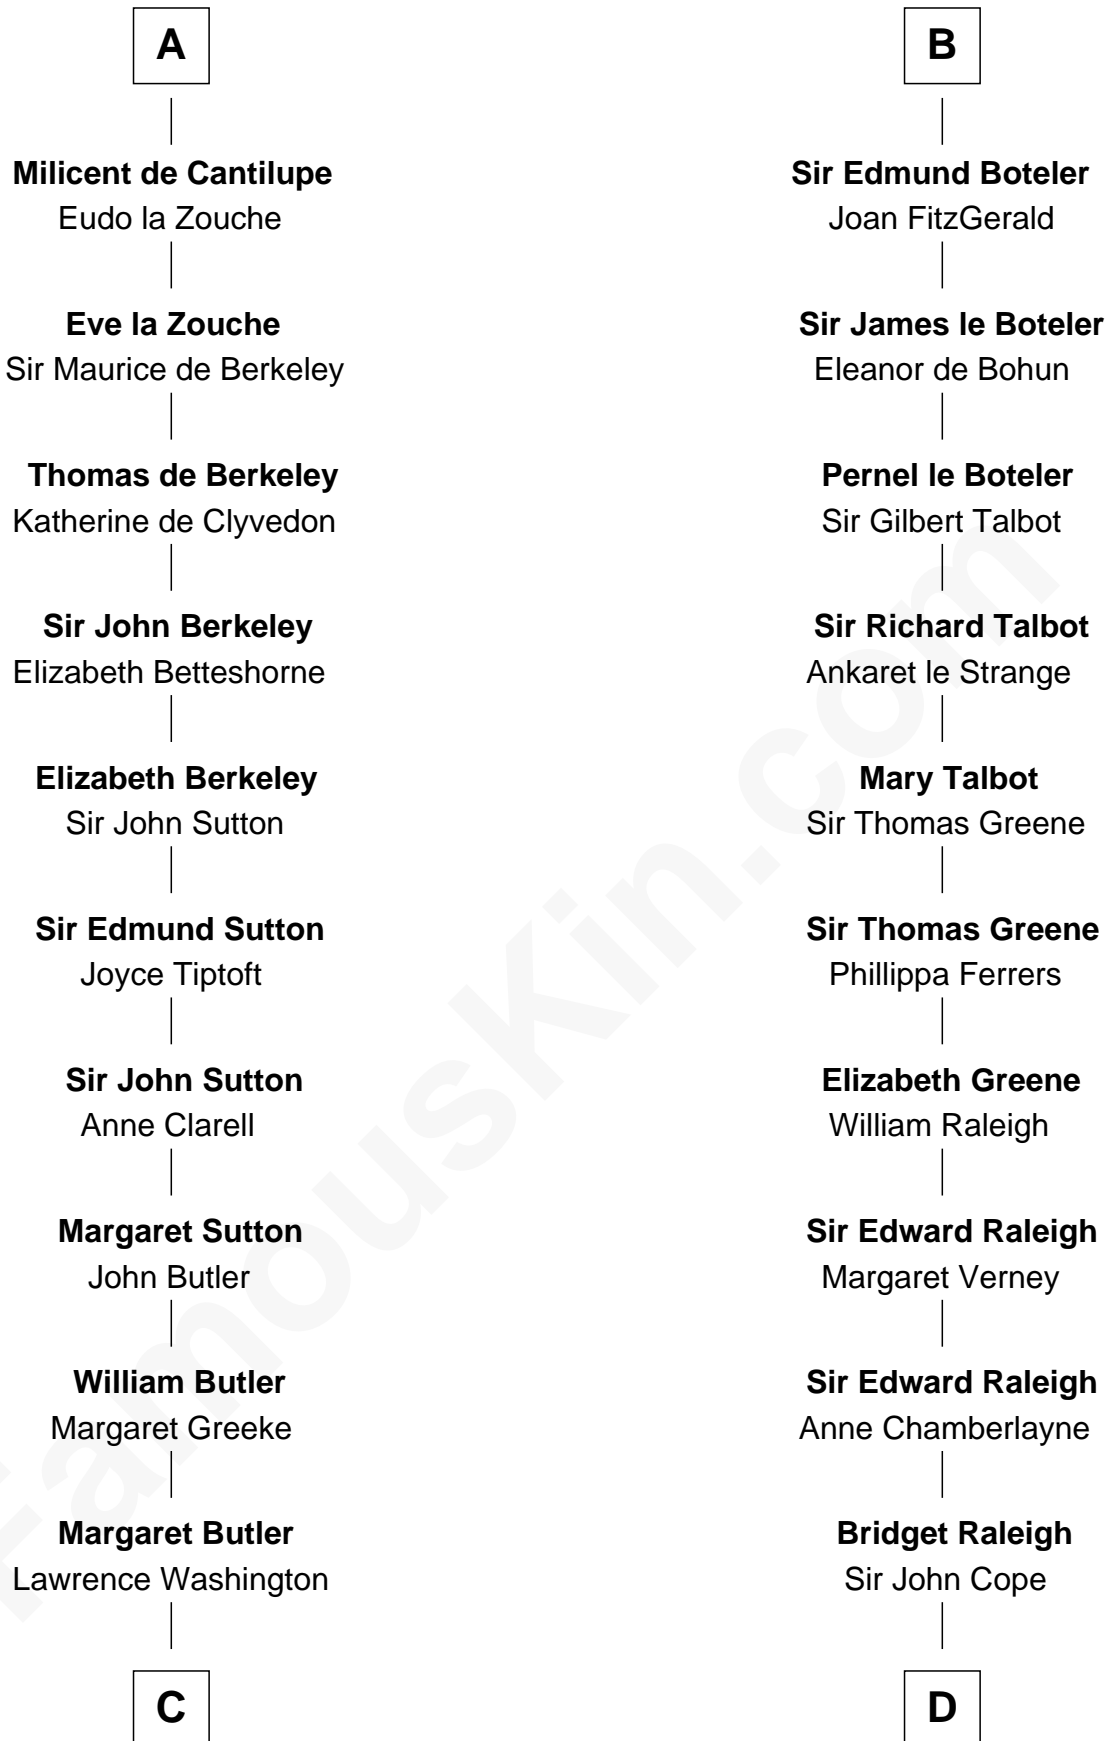 A
Milicent de Cantilupe
Eudo la Zouche
Eve la Zouche
Sir Maurice de Berkeley
Thomas de Berkeley
Katherine de Clyvedon
Sir John Berkeley
Elizabeth Betteshorne
Elizabeth Berkeley
Sir John Sutton
Sir Edmund Sutton
Joyce Tiptoft
Sir John Sutton
Anne Clarell
Margaret Sutton
John Butler
William Butler
Margaret Greeke
Margaret Butler
Lawrence Washington
C
B
Sir Edmund Boteler
Joan FitzGerald
Sir James le Boteler
Eleanor de Bohun
Pernel le Boteler
Sir Gilbert Talbot
Sir Richard Talbot
Ankaret le Strange
Mary Talbot
Sir Thomas Greene
Sir Thomas Greene
Phillippa Ferrers
Elizabeth Greene
William Raleigh
Sir Edward Raleigh
Margaret Verney
Sir Edward Raleigh
Anne Chamberlayne
Bridget Raleigh
Sir John Cope
D
FamousKin.com